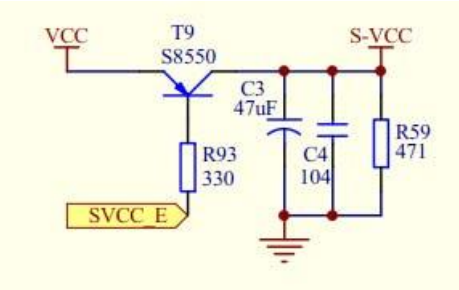 VCC
T9
S8550
S-VCC
C3
47uF
R59
471
C4
104
R93
330
SVCC_E